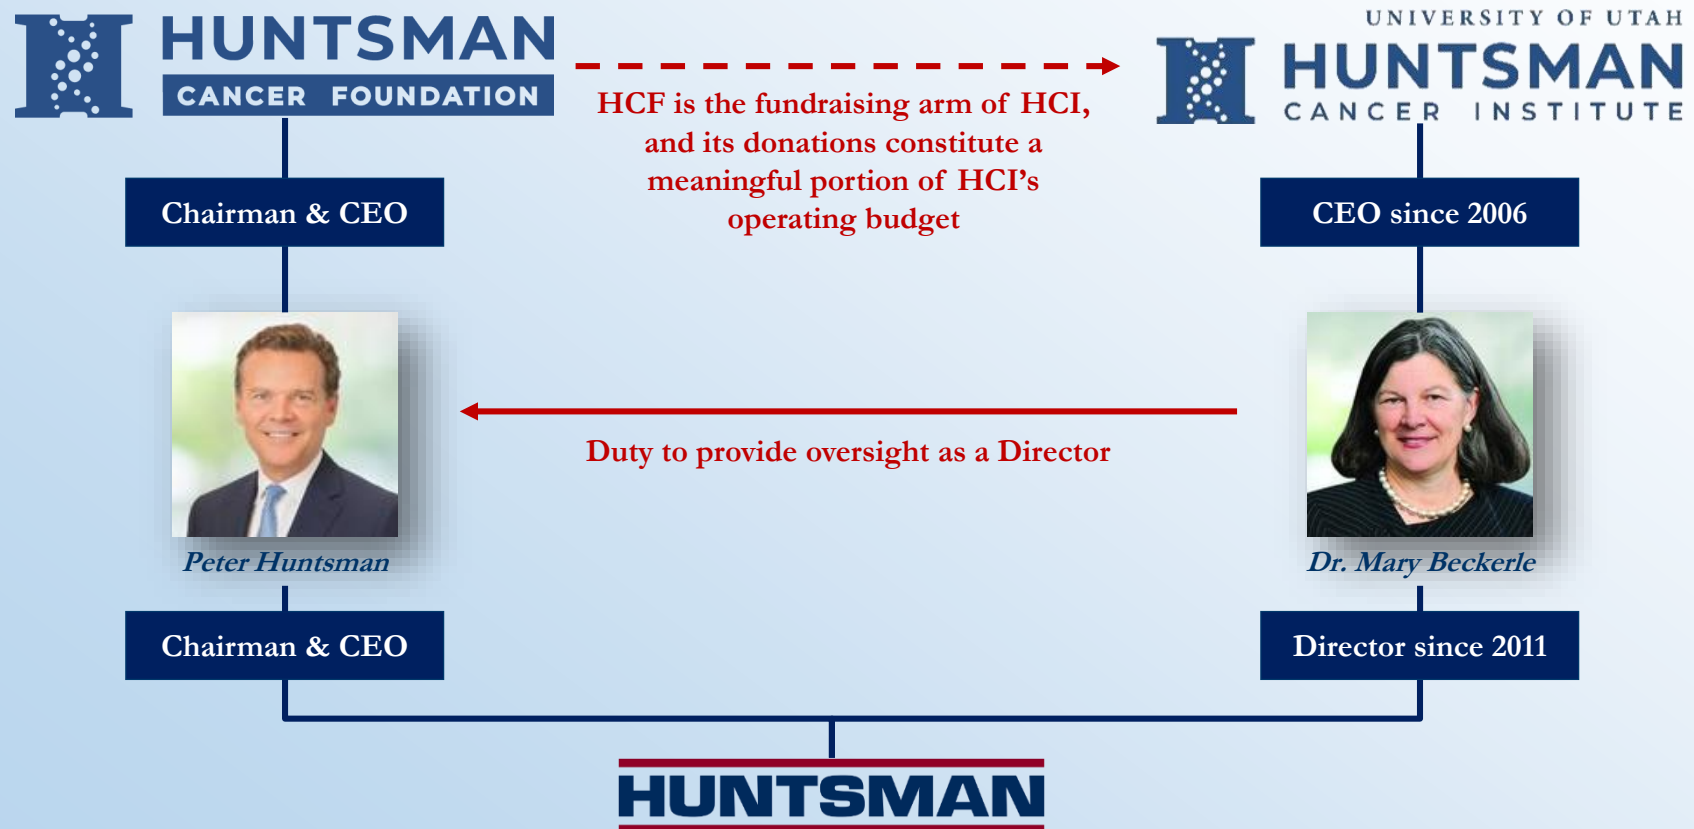 HUNTSMAN
CANCER FOUNDATION
UNIVERSITY OF UTAH
HUNTSMAN
CANCER INSTITUTE
HCF is the fundraising arm of HCI,
and its donations constitute a
meaningful portion of HCI's
operating budget
Chairman & CEO
CEO since 2006
Duty to provide oversight as a Director
Peter Huntsman
Dr. Mary Beckerle
Chairman & CEO
Director since 2011
HUNTSMAN